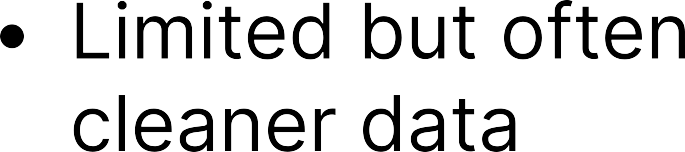 • Limited but often
cleaner data